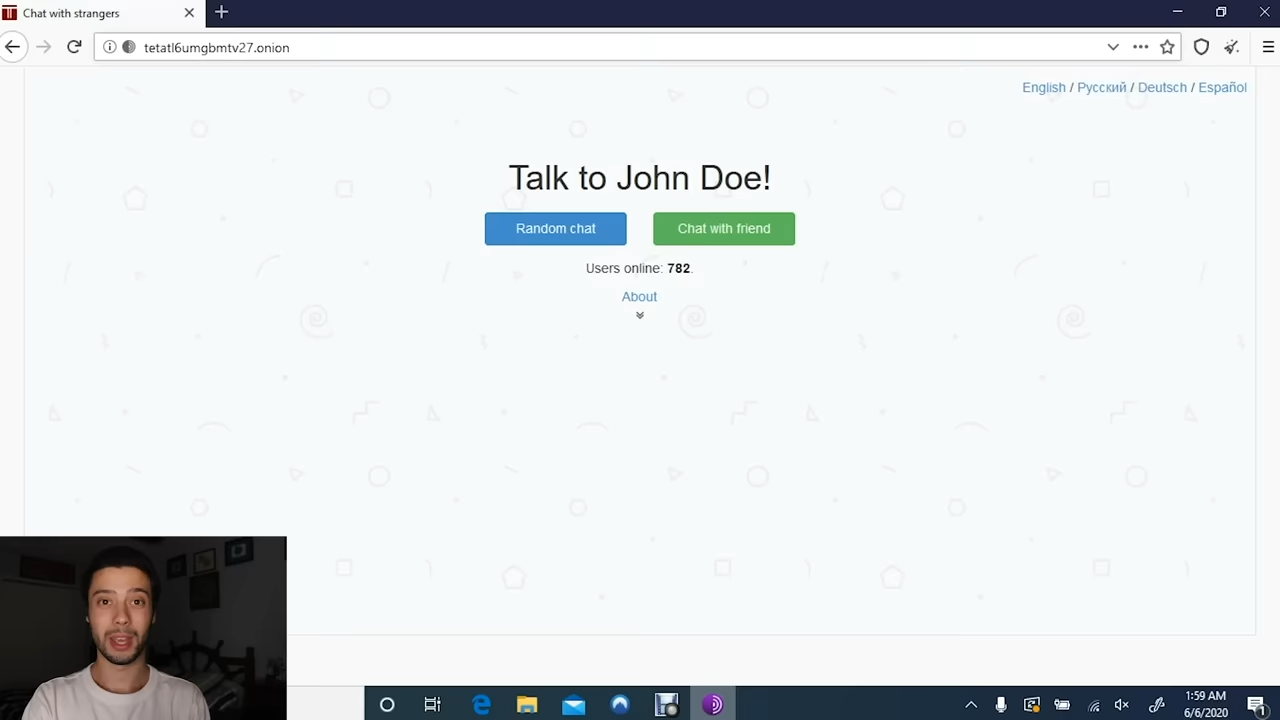 Chat with strangers
tetatl6umgbmtv27.onion
English / Русский / Deutsch / Español
Talk to John Doe!
Random chat
Chat with friend
Users online: 782.
About
1:59 AM
6/6/2020
1